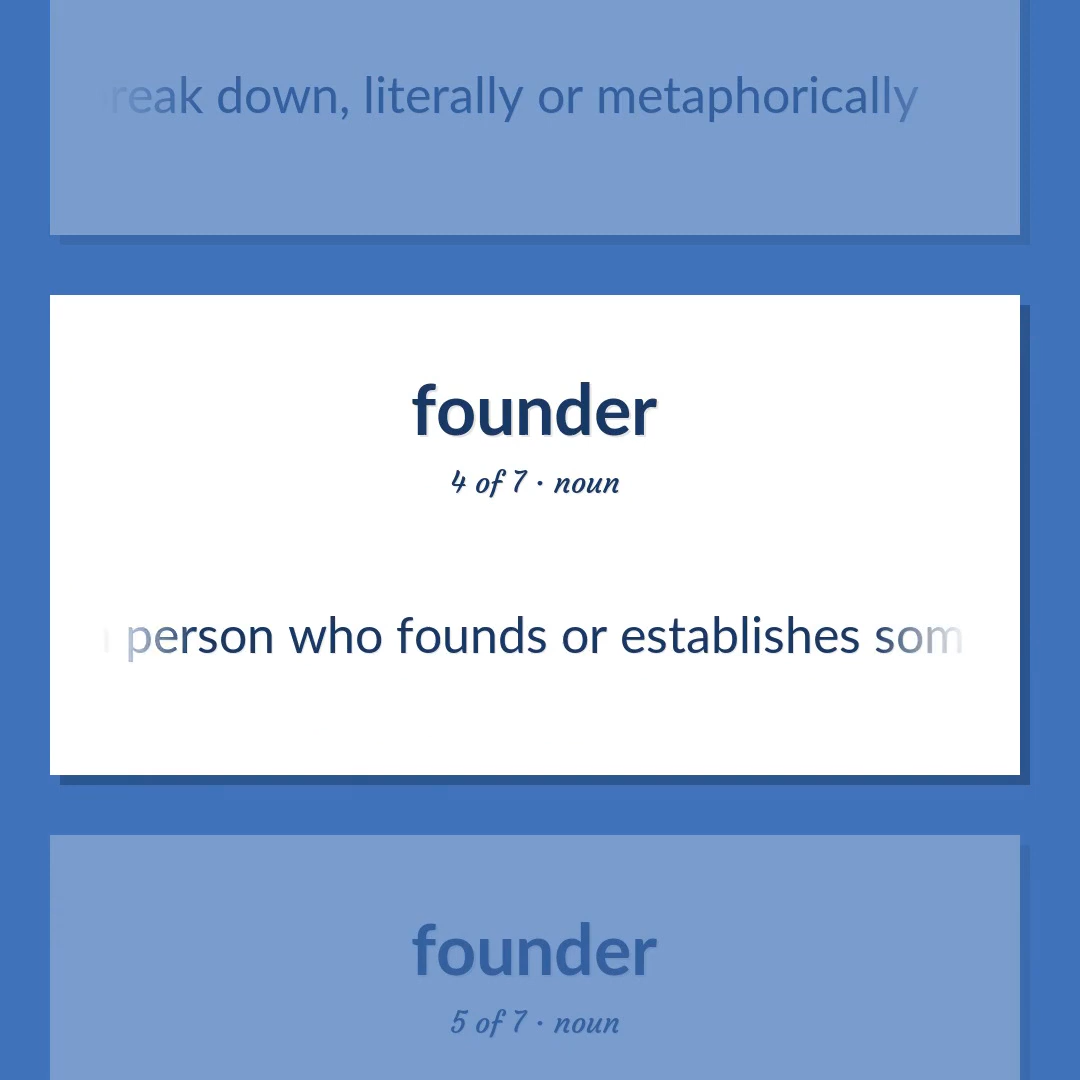 reak down, literally or metaphorically
founder
4 of 7 · noun
person who founds or establishes som
founder
5 of 7 · noun